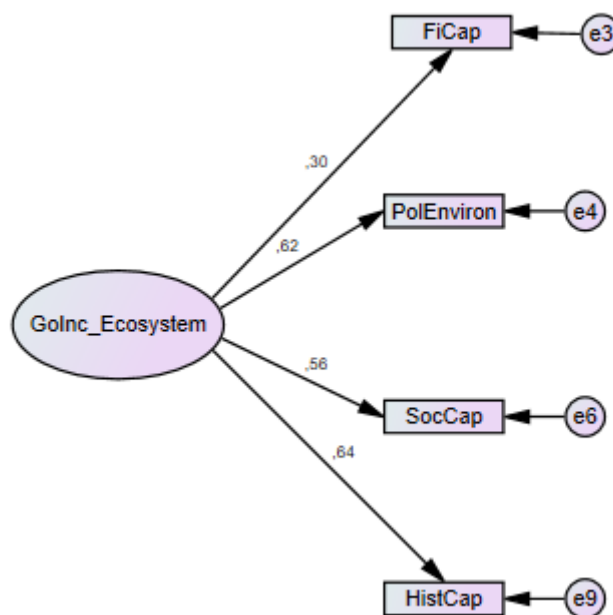 FiCap
e3
,30
PolEnviron
e4
,62
GoInc_Ecosystem
,56
SocCap
e6
,64
HistCap
e9